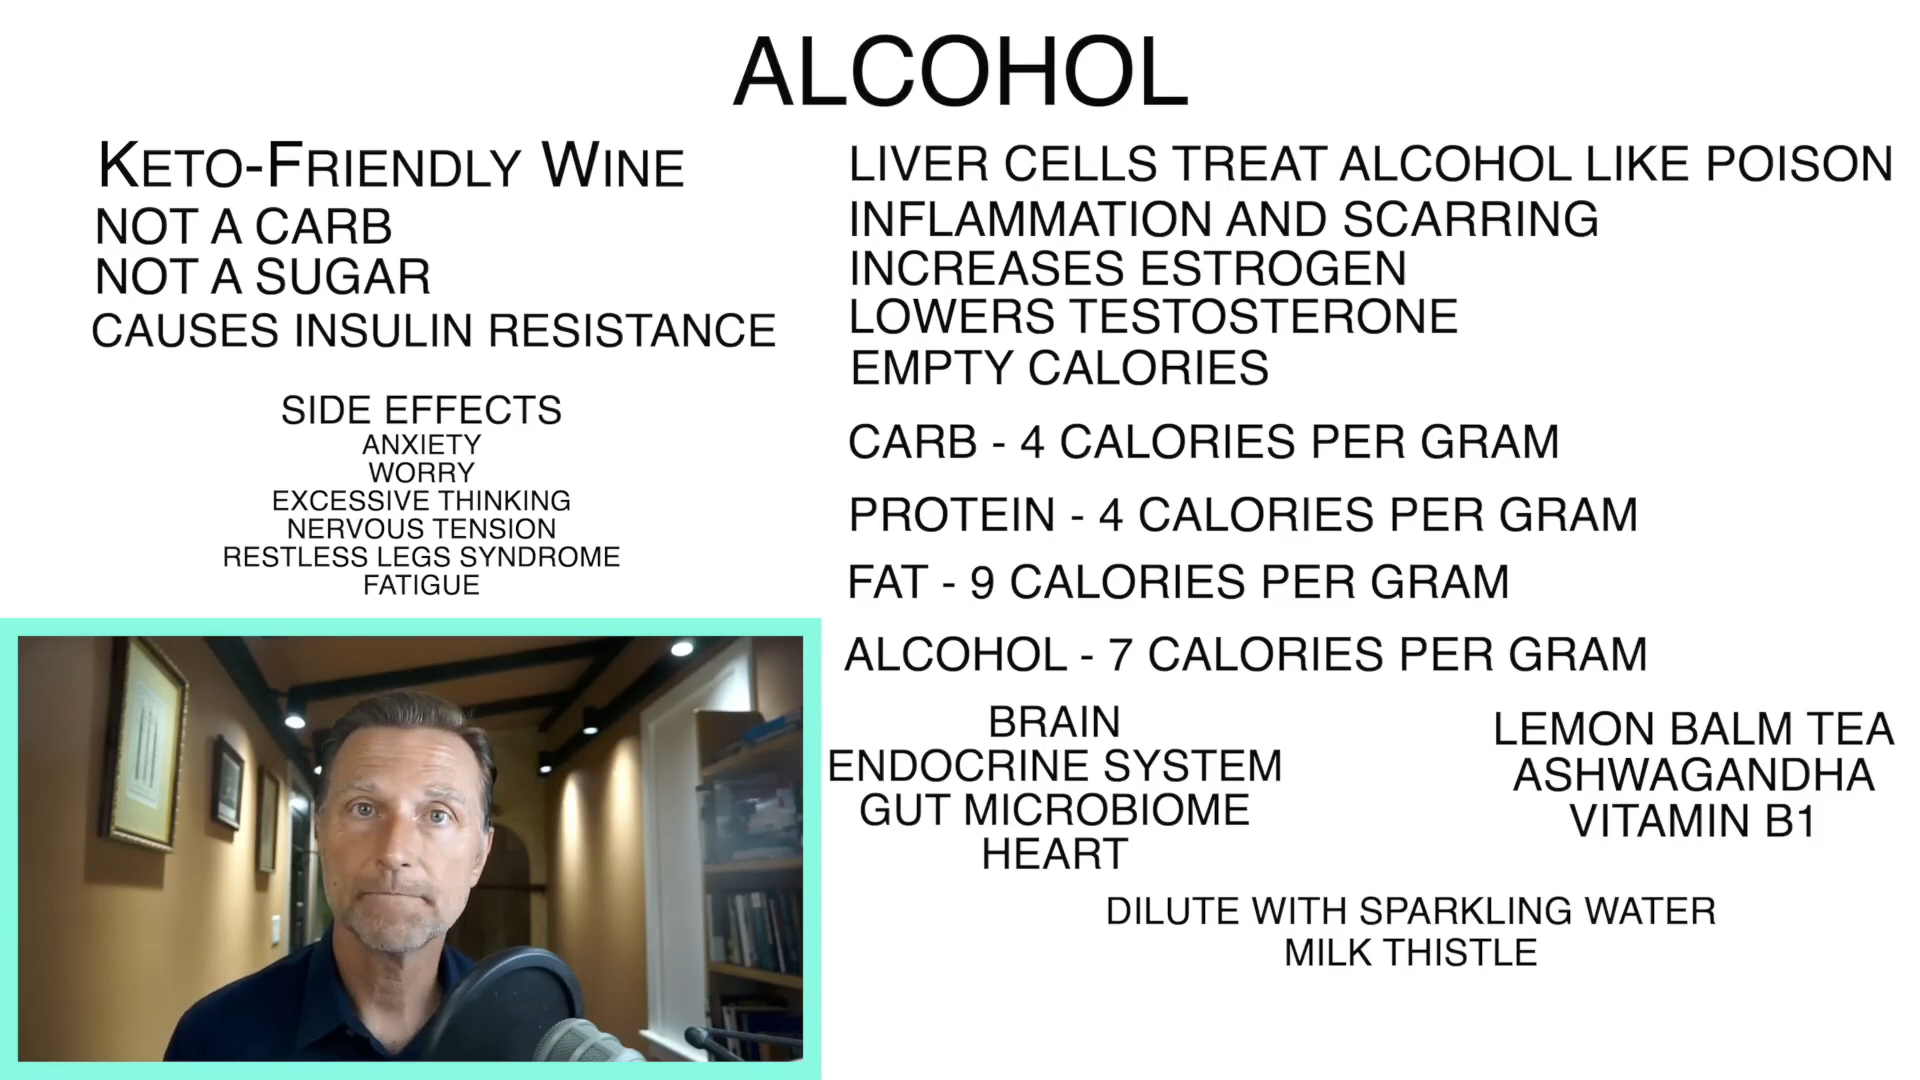 ALCOHOL
KETO-FRIENDLY WINE
NOT A CARB
NOT A SUGAR
CAUSES INSULIN RESISTANCE
SIDE EFFECTS
ANXIETY
WORRY
EXCESSIVE THINKING
NERVOUS TENSION
RESTLESS LEGS SYNDROME
FATIGUE
LIVER CELLS TREAT ALCOHOL LIKE POISON
INFLAMMATION AND SCARRING
INCREASES ESTROGEN
LOWERS TESTOSTERONE
EMPTY CALORIES
CARB - 4 CALORIES PER GRAM
PROTEIN - 4 CALORIES PER GRAM
FAT - 9 CALORIES PER GRAM
ALCOHOL - 7 CALORIES PER GRAM
BRAIN
ENDOCRINE SYSTEM
GUT MICROBIOME
HEART
LEMON BALM TEA
ASHWAGANDHA
VITAMIN B1
DILUTE WITH SPARKLING WATER
MILK THISTLE